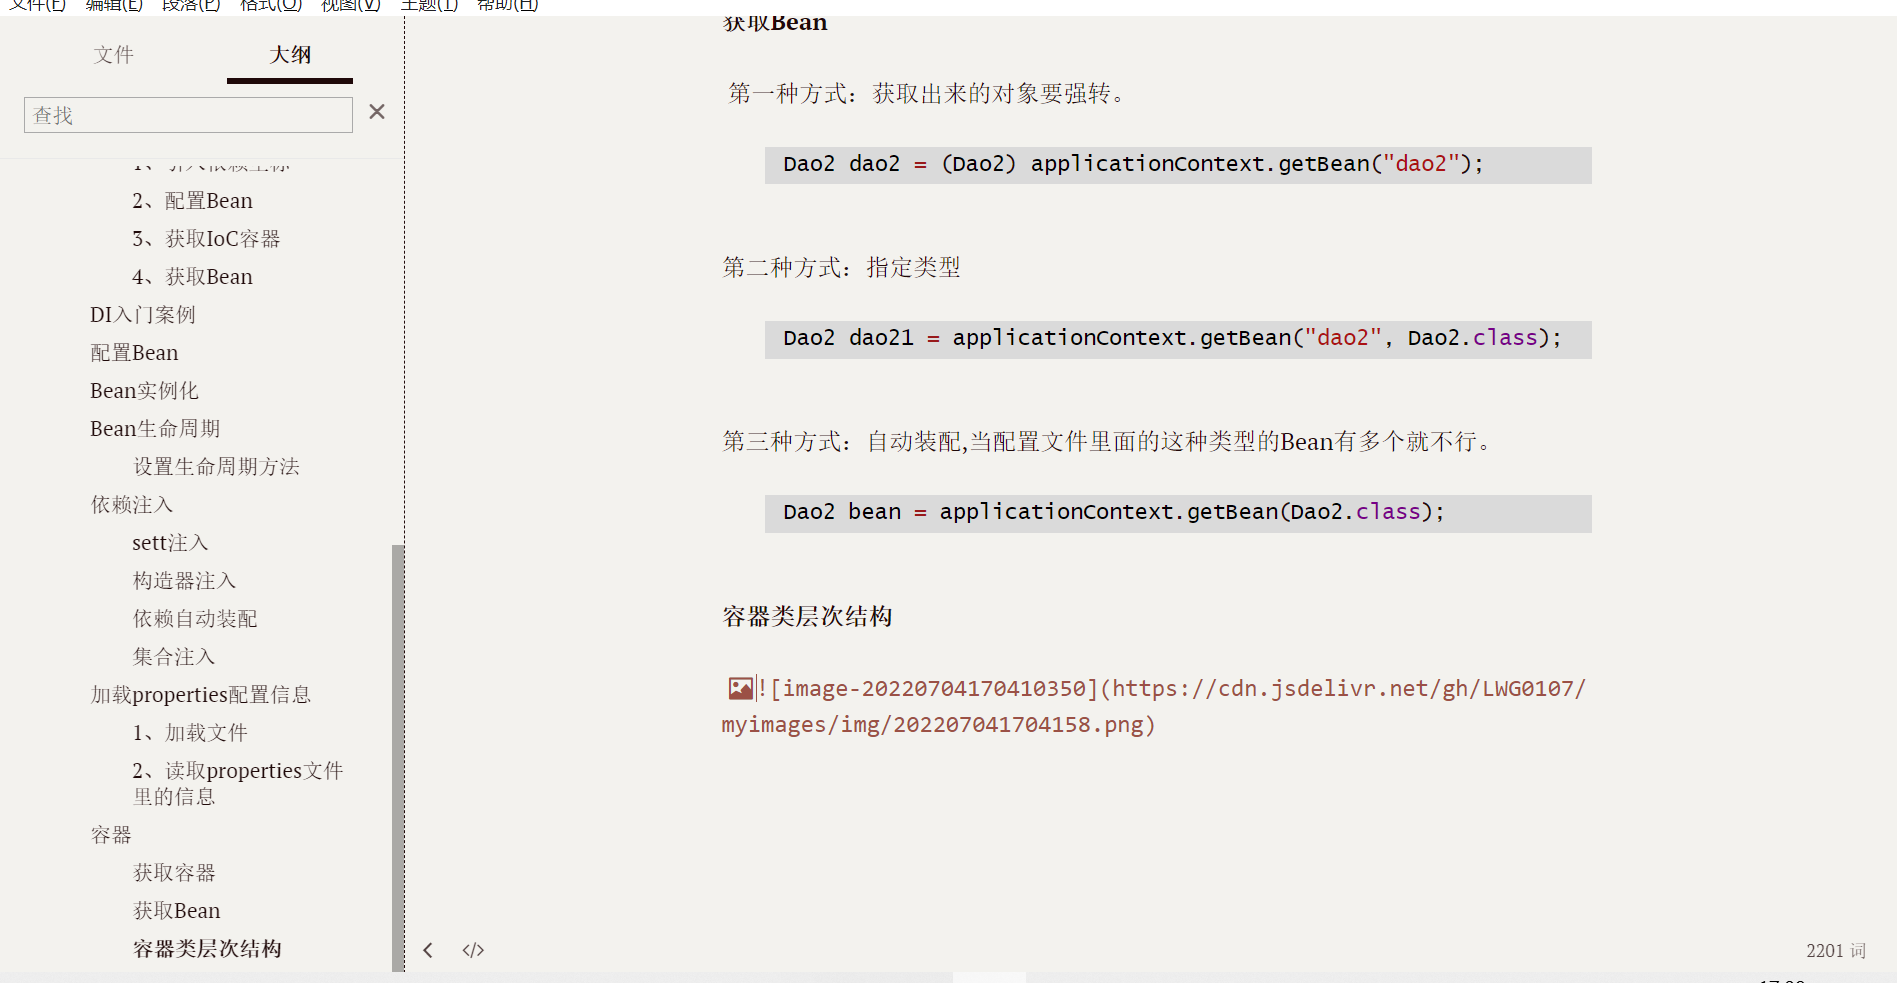 文件(F) 编辑(E) 段落(P) 格式(O) 视图(V) 主题(T) 帮助(H)
文件 大纲
查找
1、引入依赖坐标
2、配置Bean
3、获取IoC容器
4、获取Bean
DI入门案例
配置Bean
Bean实例化
Bean生命周期
设置生命周期方法
依赖注入
sett注入
构造器注入
依赖自动装配
集合注入
加载properties配置信息
1、加载文件
2、读取properties文件
里的信息
容器
获取容器
获取Bean
容器类层次结构
获取Bean
第一种方式：获取出来的对象要强转。
Dao2 dao2 = (Dao2) applicationContext.getBean("dao2");
第二种方式：指定类型
Dao2 dao21 = applicationContext.getBean("dao2", Dao2.class);
第三种方式：自动装配,当配置文件里面的这种类型的Bean有多个就不行。
Dao2 bean = applicationContext.getBean(Dao2.class);
容器类层次结构
![image-20220704170410350](https://cdn.jsdelivr.net/gh/LWG0107/
myimages/img/202207041704158.png)
</> 2201 词